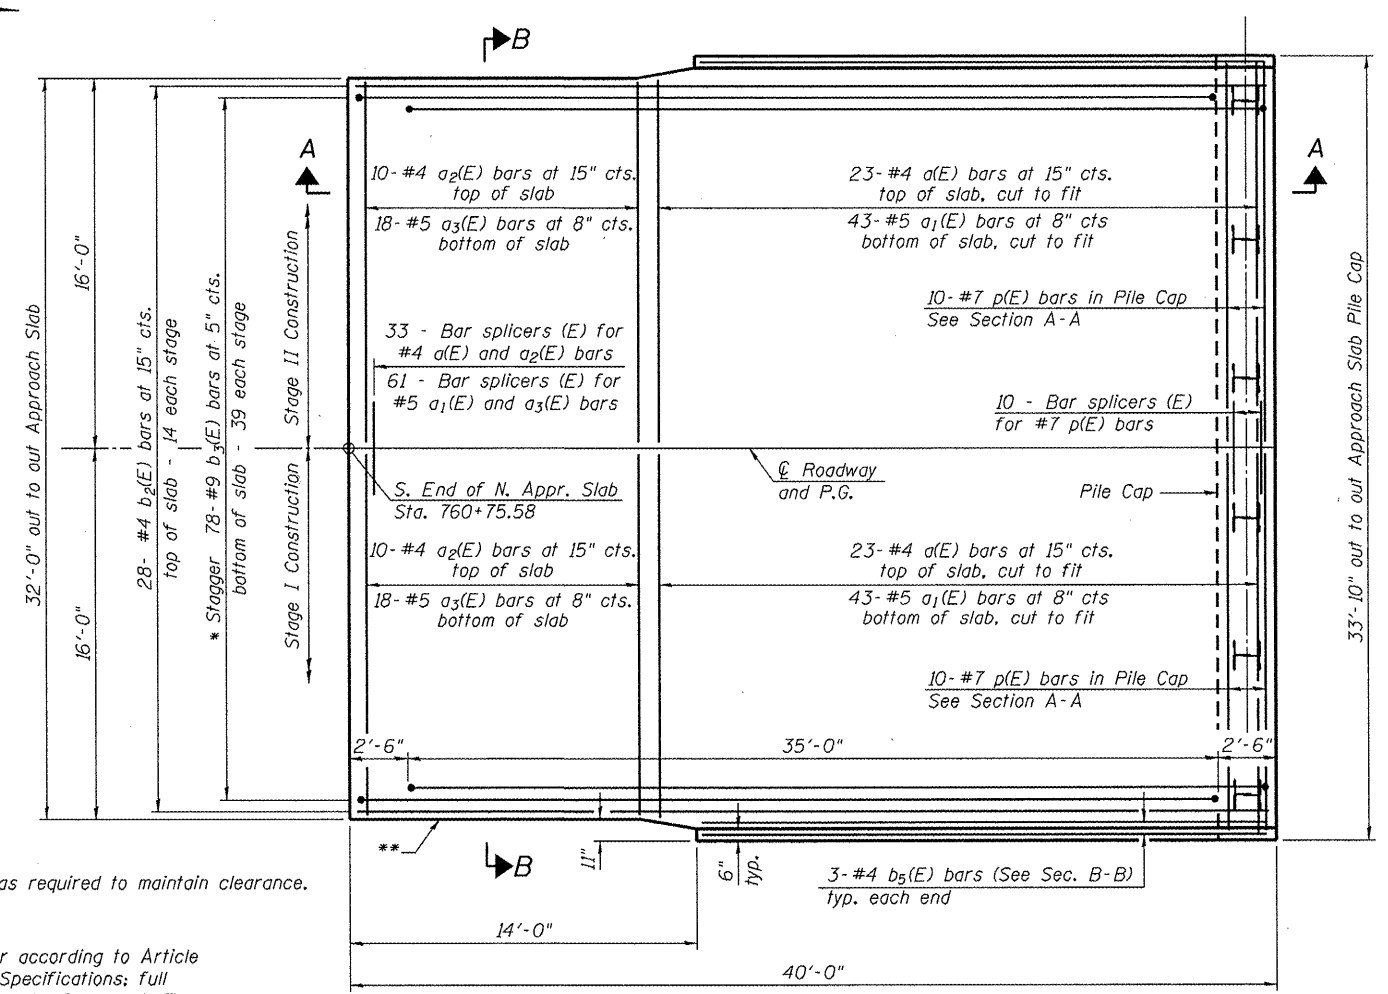 B
32'-0" out to out Approach Slab
16'-0"
16'-0"
28- #4 b2(E) bars at 15" cts.
top of slab - 14 each stage
* Stagger 78-#9 b3(E) bars at 5" cts.
bottom of slab - 39 each stage
Stage II Construction
Stage I Construction
A
A
10-#4 a2(E) bars at 15" cts.
top of slab
18-#5 a3(E) bars at 8" cts.
bottom of slab
23-#4 a(E) bars at 15" cts.
top of slab, cut to fit
43-#5 a1(E) bars at 8" cts
bottom of slab, cut to fit
10-#7 p(E) bars in Pile Cap
See Section A-A
33 - Bar splicers (E) for
#4 a(E) and a2(E) bars
61 - Bar splicers (E) for
#5 a1(E) and a3(E) bars
10 - Bar splicers (E)
for #7 p(E) bars
℄ Roadway
and P.G.
S. End of N. Appr. Slab
Sta. 760+75.58
Pile Cap
10-#4 a2(E) bars at 15" cts.
top of slab
18-#5 a3(E) bars at 8" cts.
bottom of slab
23-#4 a(E) bars at 15" cts.
top of slab, cut to fit
43-#5 a1(E) bars at 8" cts
bottom of slab, cut to fit
10-#7 p(E) bars in Pile Cap
See Section A-A
33'-10" out to out Approach Slab Pile Cap
2'-6"
35'-0"
2'-6"
**
B
11"
6"
typ.
3-#4 b5(E) bars (See Sec. B-B)
typ. each end
as required to maintain clearance.
14'-0"
according to Article
Specifications; full
40'-0"